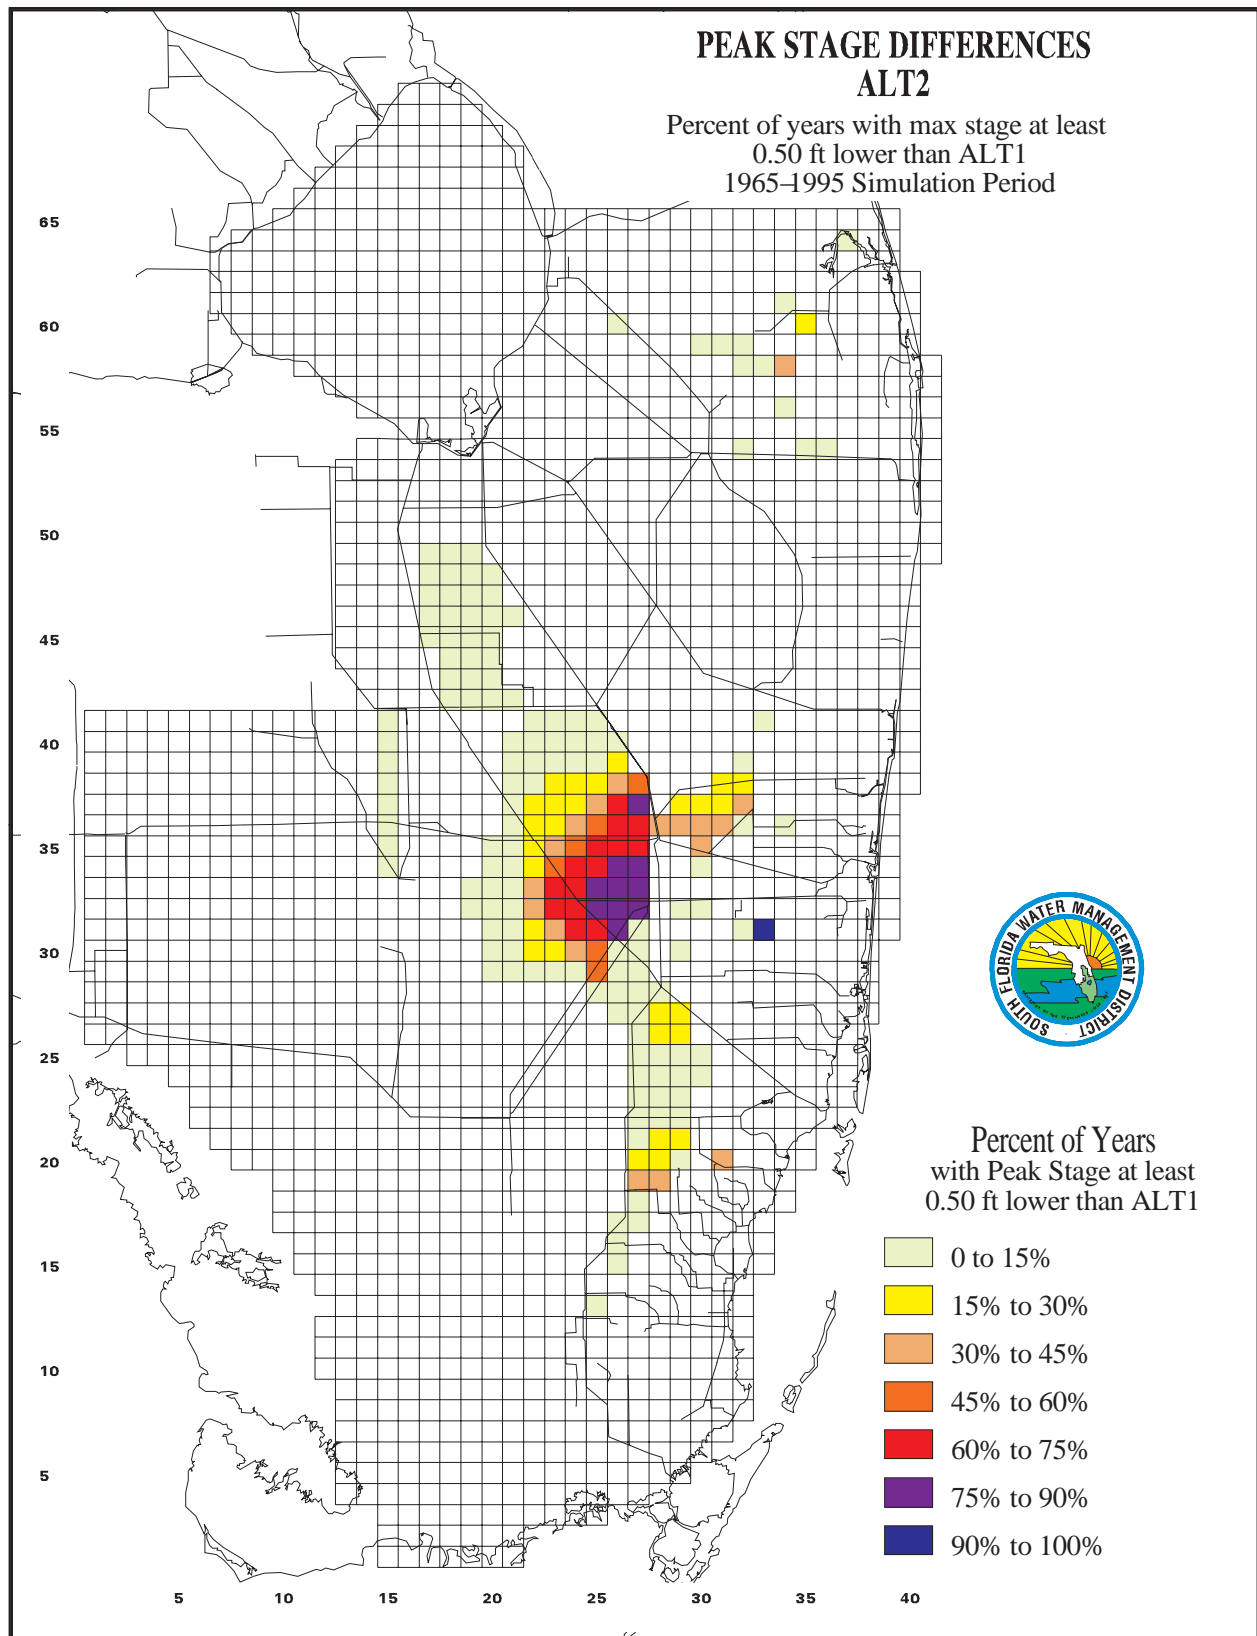 PEAK STAGE DIFFERENCES
ALT2
Percent of years with max stage at least
0.50 ft lower than ALT1
1965–1995 Simulation Period
65
60
55
50
45
40
35
30
25
20
15
10
5
5 10 15 20 25 30 35 40
SOUTH FLORIDA WATER MANAGEMENT DISTRICT
Percent of Years
with Peak Stage at least
0.50 ft lower than ALT1
0 to 15%
15% to 30%
30% to 45%
45% to 60%
60% to 75%
75% to 90%
90% to 100%